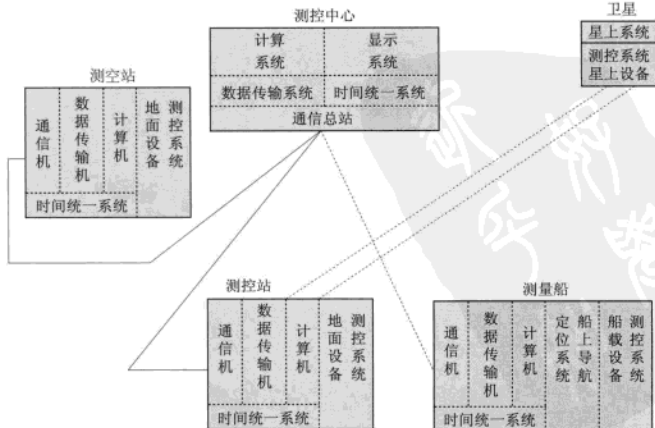 测控中心
计算 显示
系统 系统
数据传输系统 时间统一系统
通信总站
卫星
星上系统
测控系统
星上设备
测空站
通信机
数据传输机
计算机
地面设备
测控系统
时间统一系统
测控站
通信机
数据传输机
计算机
地面设备
测控系统
时间统一系统
测量船
通信机
数据传输机
计算机
定位系统
船上导航
船载设备
测控系统
时间统一系统